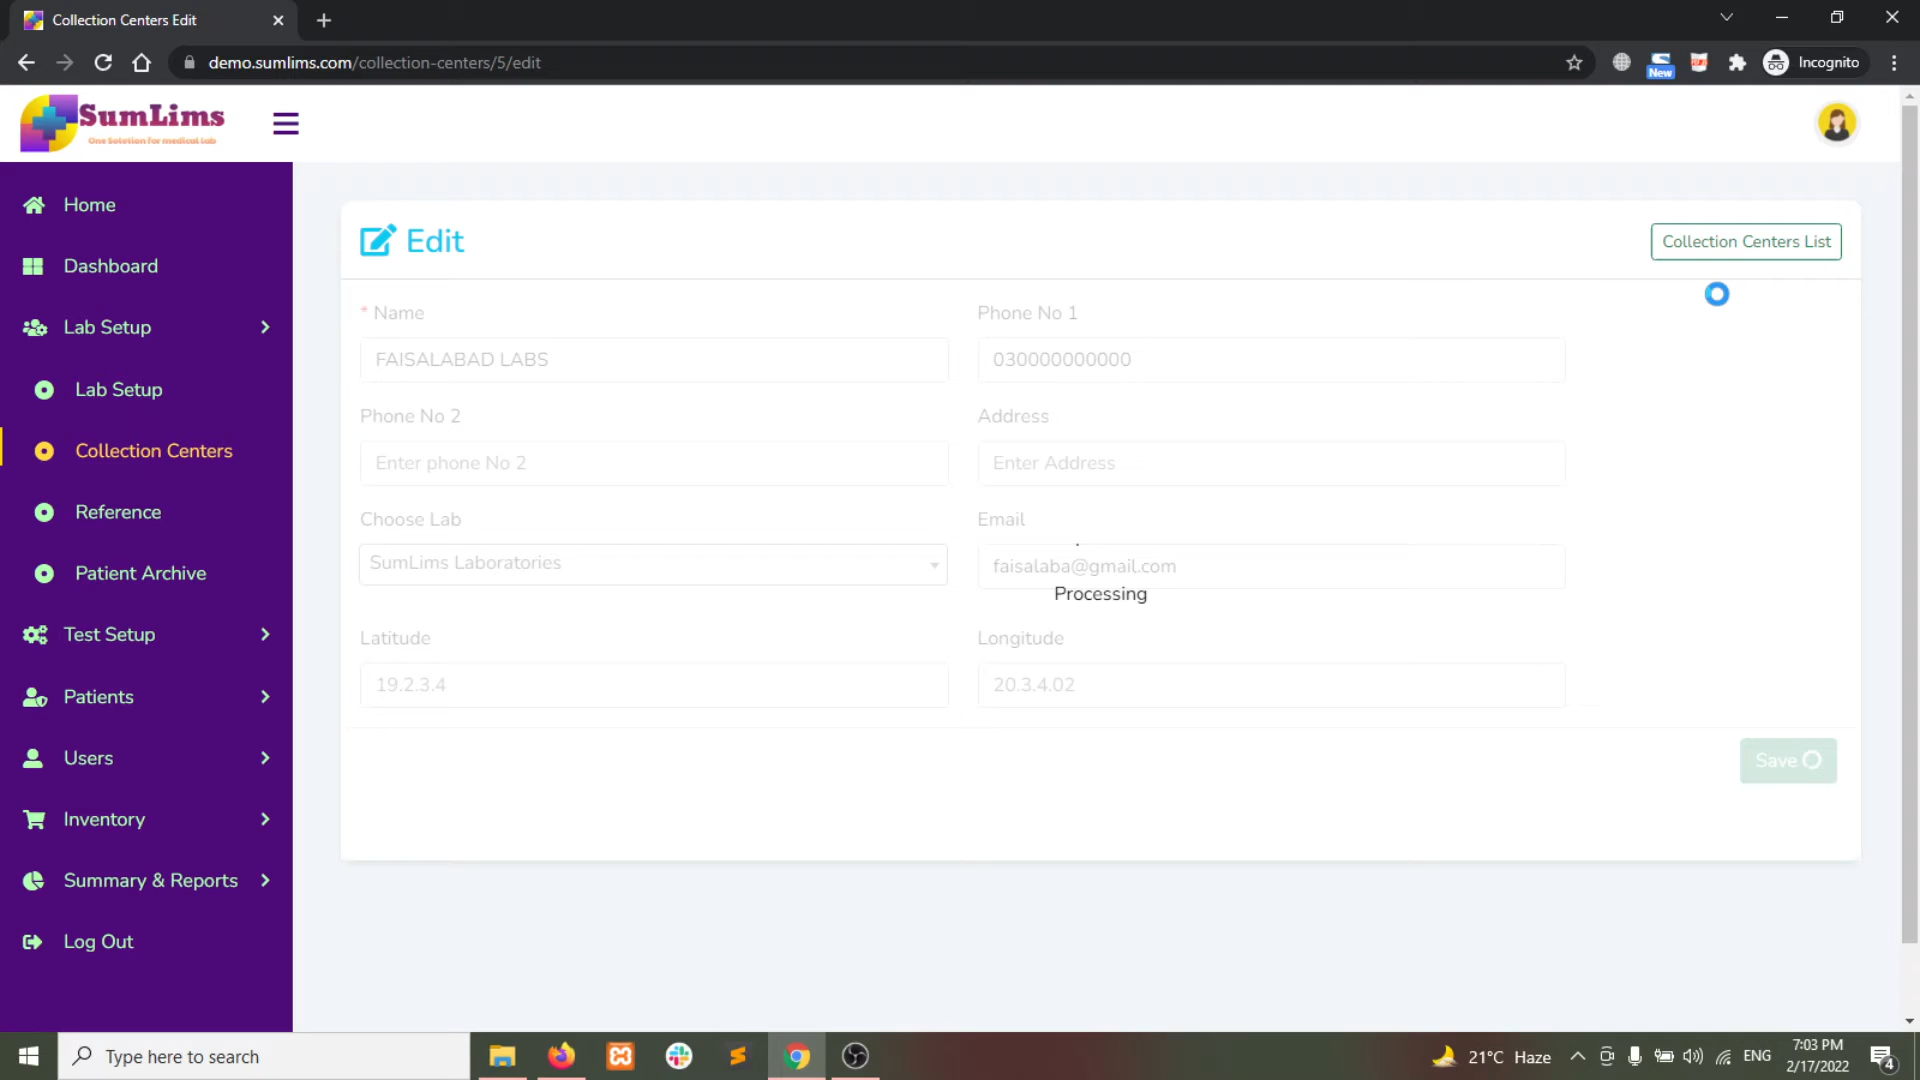 Collection Centers Edit
demo.sumlims.com/collection-centers/5/edit
New
Incognito
SumLims
One Solution for medical Lab
Home
Dashboard
Lab Setup
Lab Setup
Collection Centers
Reference
Patient Archive
Test Setup
Patients
Users
Inventory
Summary & Reports
Log Out
Edit
Collection Centers List
* Name
Phone No 1
FAISALABAD LABS
030000000000
Phone No 2
Address
Enter phone No 2
Enter Address
Choose Lab
Email
SumLims Laboratories
faisalaba@gmail.com
Processing
Latitude
Longitude
19.2.3.4
20.3.4.02
Save
Type here to search
21°C Haze
ENG
7:03 PM
2/17/2022
4